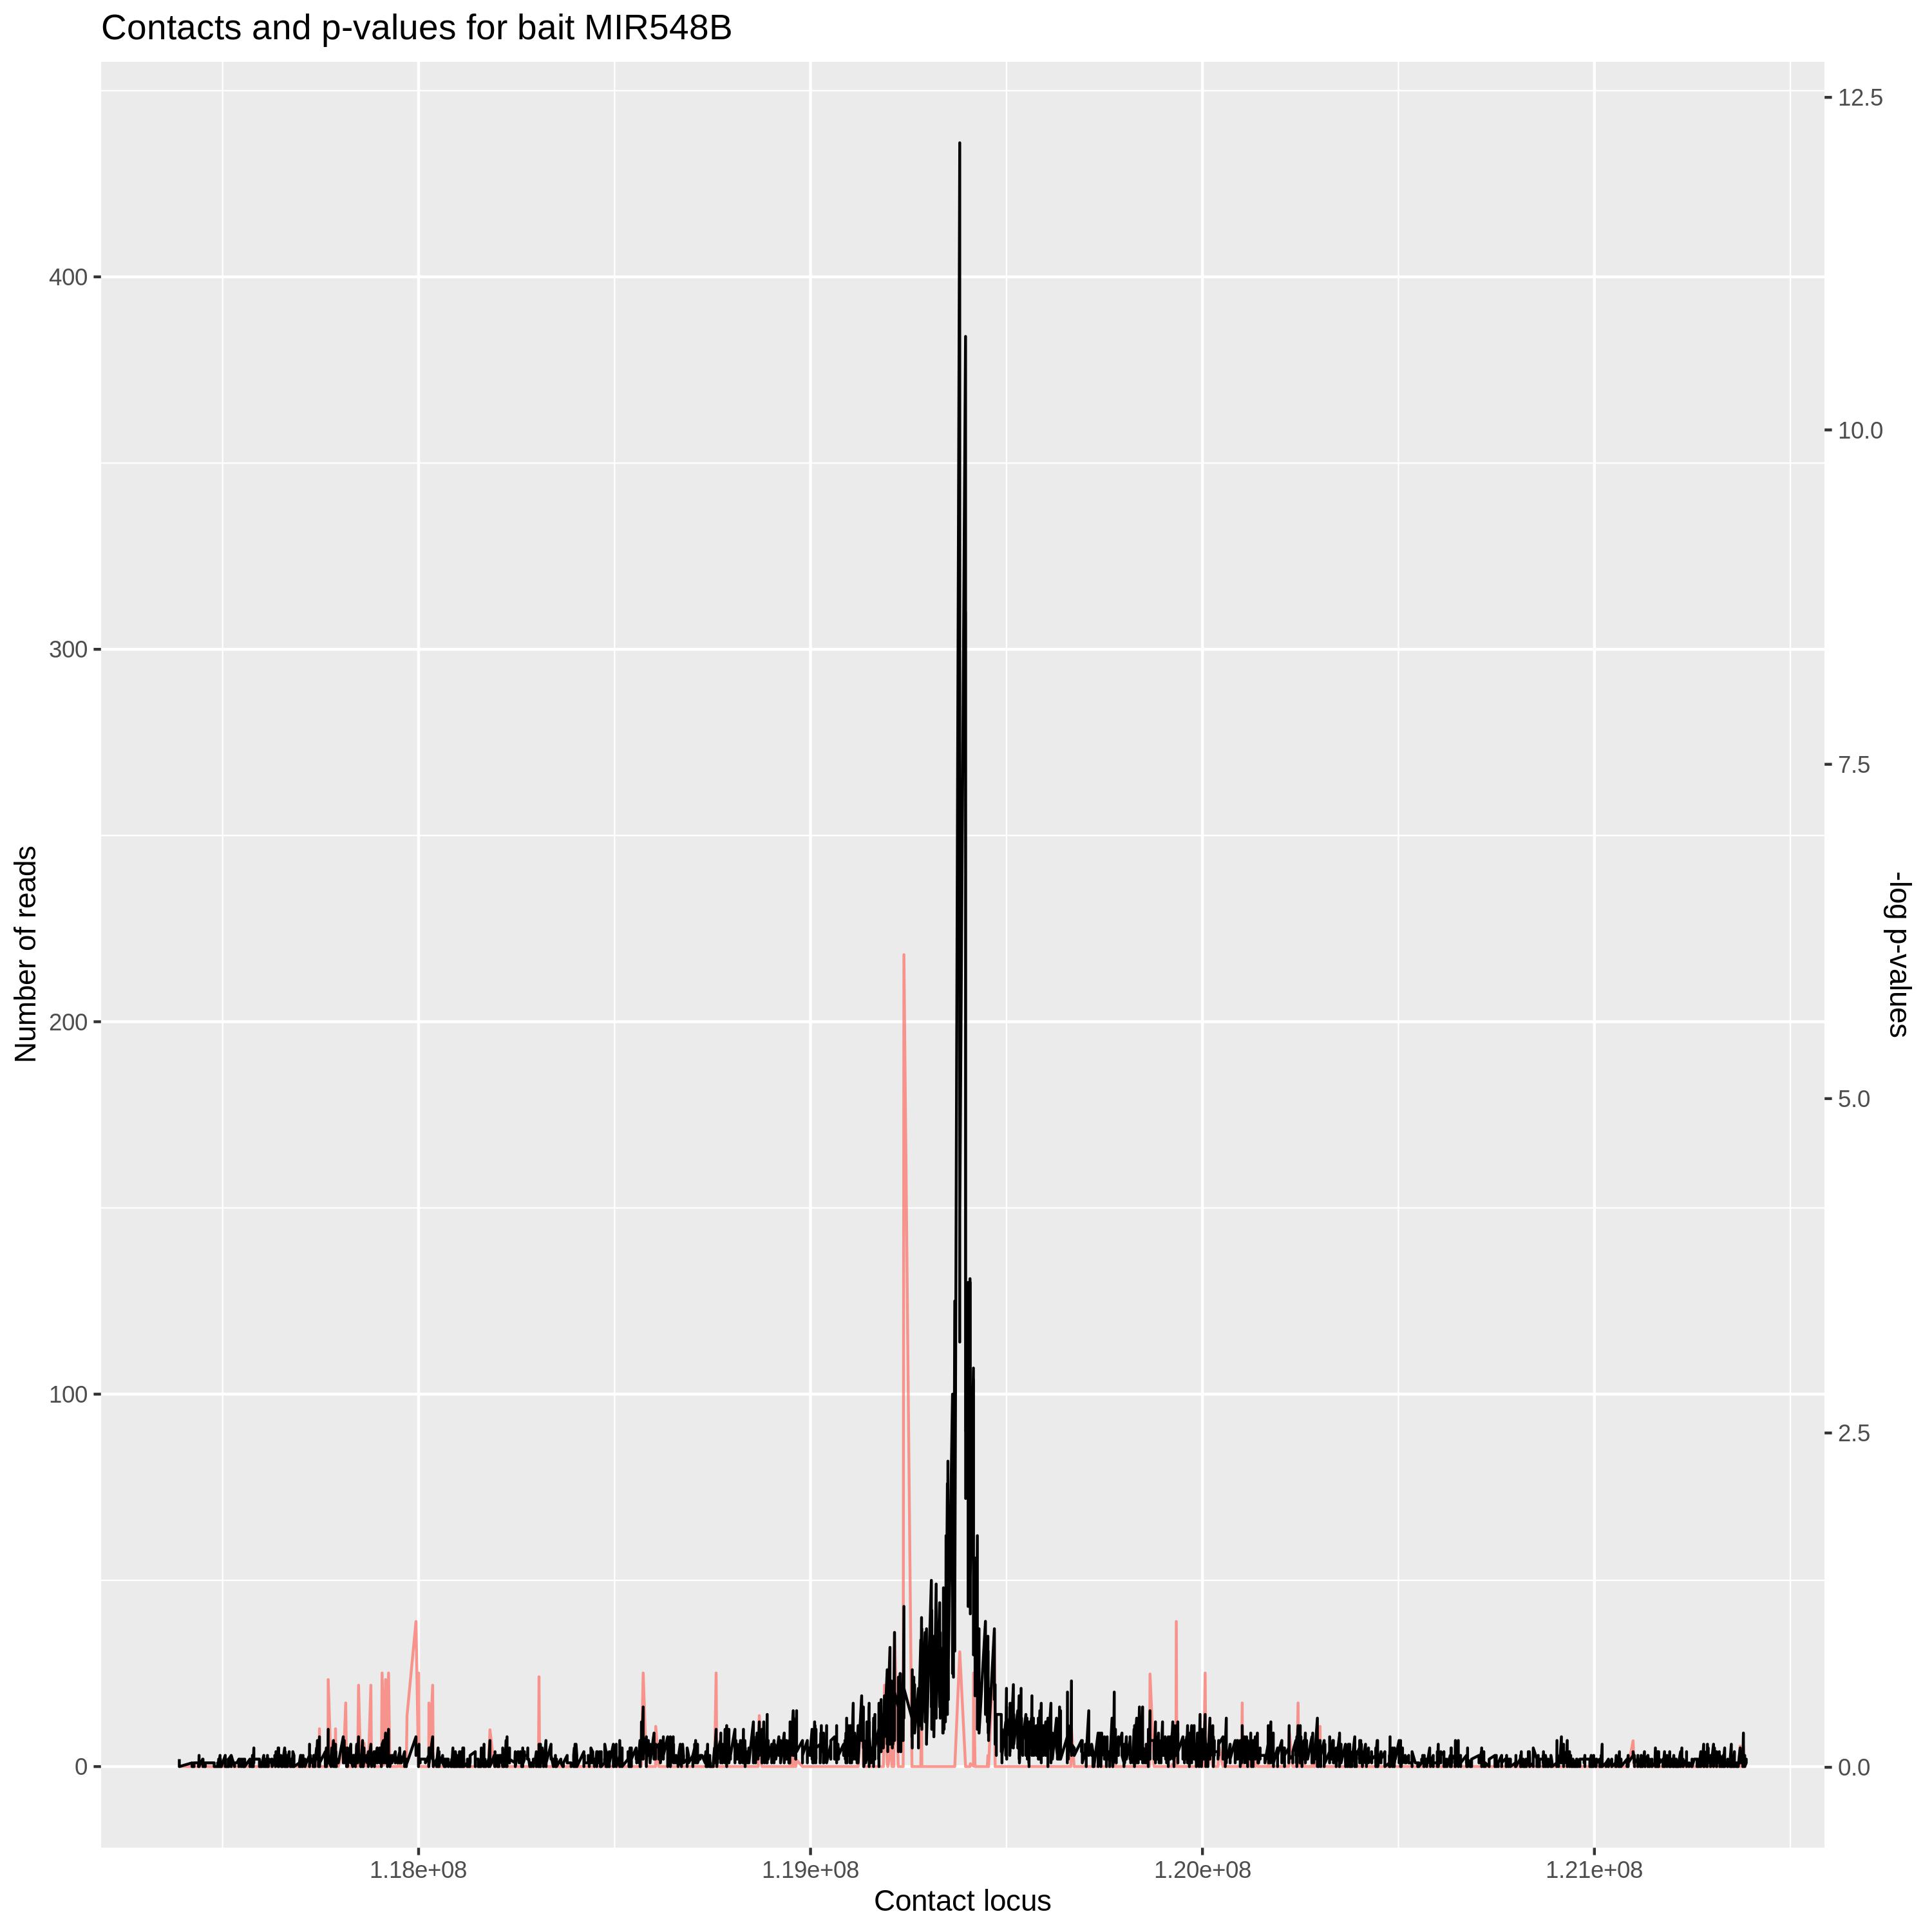 Contacts and p-values for bait MIR548B
12.5
400
10.0
300
7.5
Number of reads
-log p-values
200
5.0
100
2.5
0
0.0
1.18e+08
1.19e+08
1.20e+08
1.21e+08
Contact locus